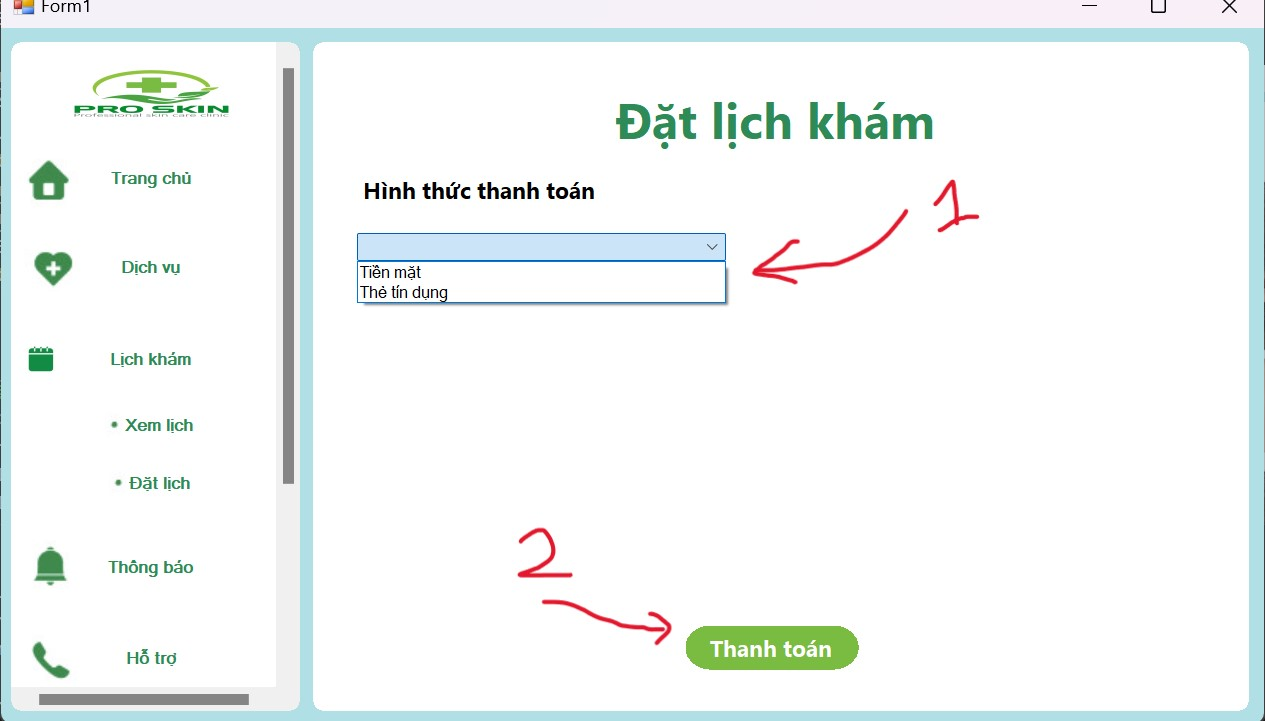 Form1
PRO SKIN
Professional skin care clinic
Trang chủ
Dịch vụ
Lịch khám
• Xem lịch
• Đặt lịch
Thông báo
Hỗ trợ
Đặt lịch khám
Hình thức thanh toán
1
Tiền mặt
Thẻ tín dụng
2
Thanh toán